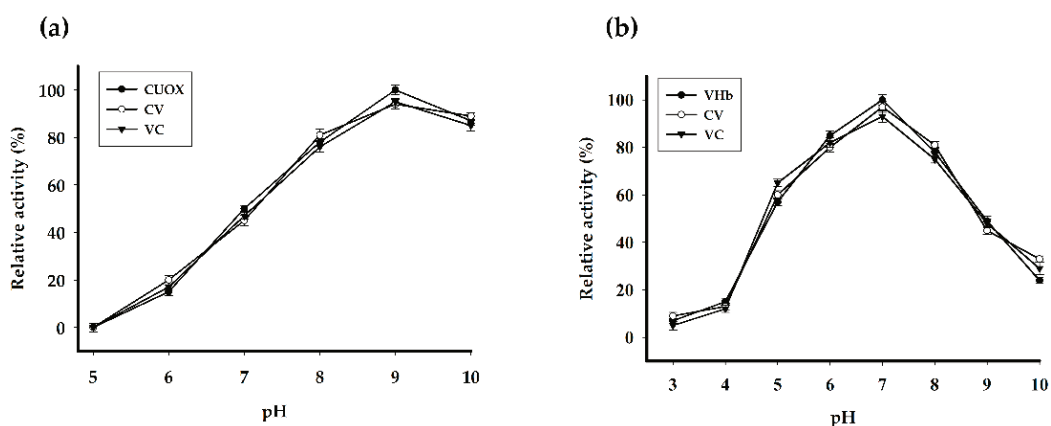 (a)
CUOX
CV
VC
Relative activity (%)
100
80
60
40
20
0
5 6 7 8 9 10
pH
(b)
VHb
CV
VC
Relative activity (%)
100
80
60
40
20
0
3 4 5 6 7 8 9 10
pH